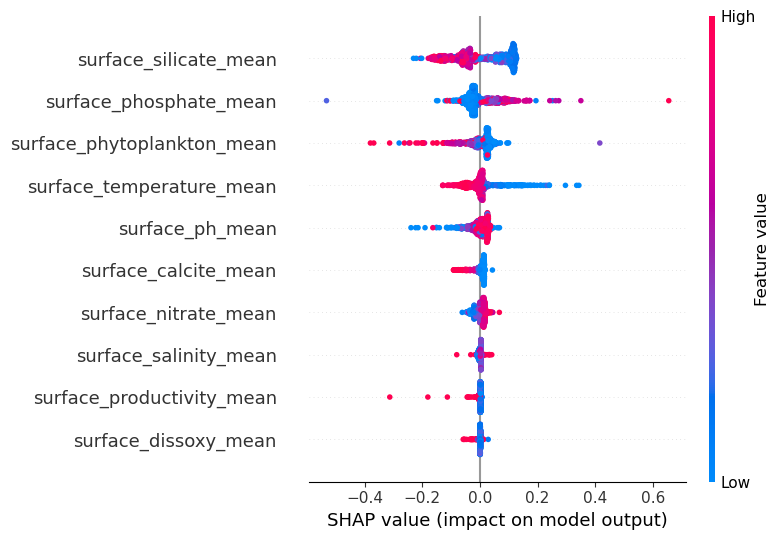 High
surface_silicate_mean
surface_phosphate_mean
surface_phytoplankton_mean
surface_temperature_mean
surface_ph_mean
surface_calcite_mean
surface_nitrate_mean
surface_salinity_mean
surface_productivity_mean
surface_dissoxy_mean
Feature value
Low
−0.4 −0.2 0.0 0.2 0.4 0.6
SHAP value (impact on model output)